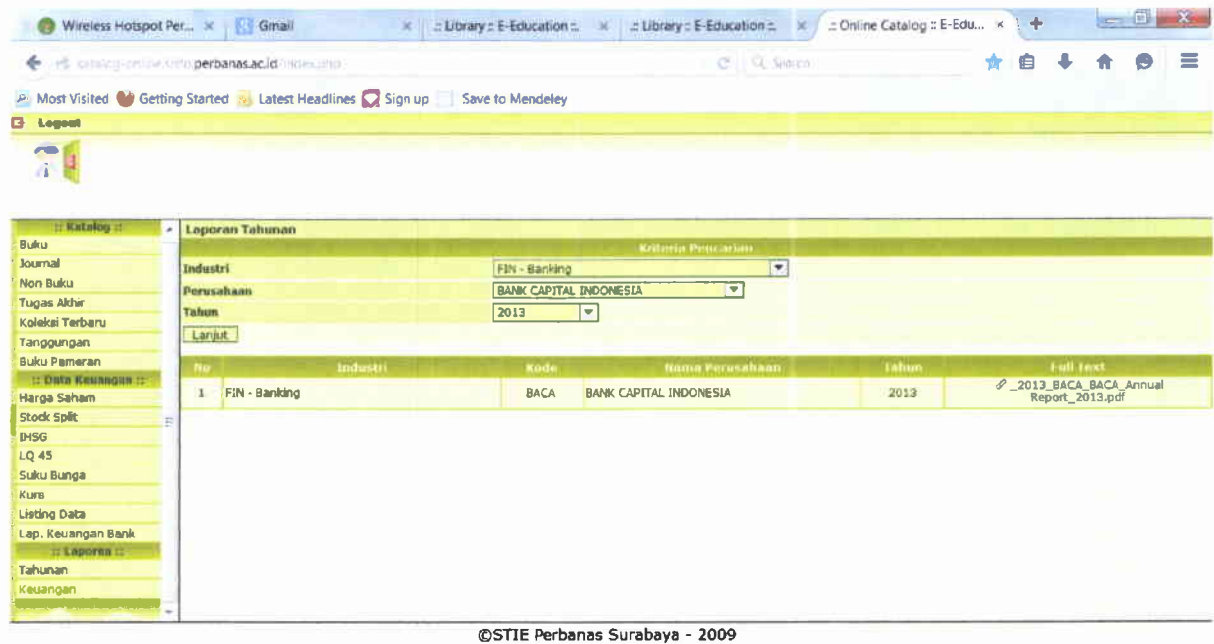 Wireless Hotspot Per... Gmail .:: Library :: E-Education ::. .:: Library :: E-Education ::. .:: Online Catalog :: E-Edu...
perbanas.ac.id
Most Visited Getting Started Latest Headlines Sign up Save to Mendeley
Logout
:: Katalog ::
Buku
Journal
Non Buku
Tugas Akhir
Koleksi Terbaru
Tanggungan
Buku Pameran
:: Data Keuangan ::
Harga Saham
Stock Split
IHSG
LQ 45
Suku Bunga
Kurs
Listing Data
Lap. Keuangan Bank
:: Laporan ::
Tahunan
Keuangan
Laporan Tahunan
Kriteria Pencarian
Industri FIN - Banking
Perusahaan BANK CAPITAL INDONESIA
Tahun 2013
Lanjut
No Industri Kode Nama Perusahaan Tahun Full Text
1 FIN - Banking BACA BANK CAPITAL INDONESIA 2013 _2013_BACA_BACA_Annual
Report_2013.pdf
©STIE Perbanas Surabaya - 2009